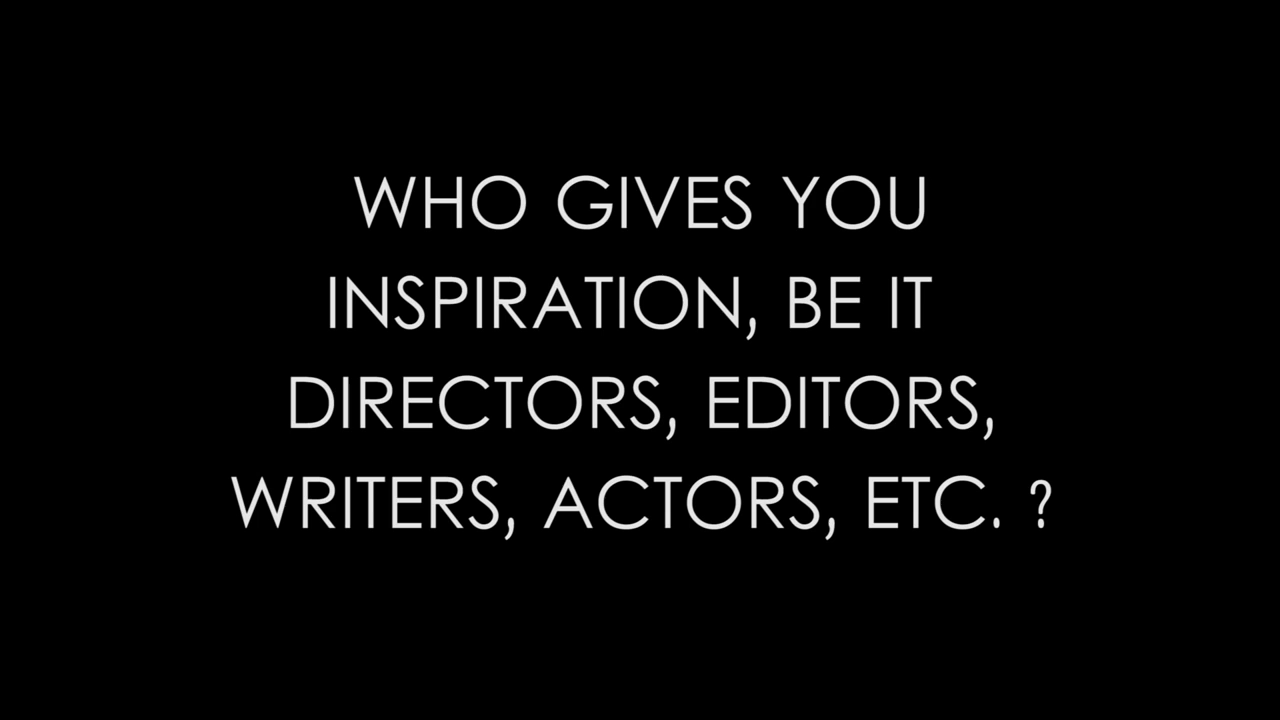 WHO GIVES YOU
INSPIRATION, BE IT
DIRECTORS, EDITORS,
WRITERS, ACTORS, ETC. ?